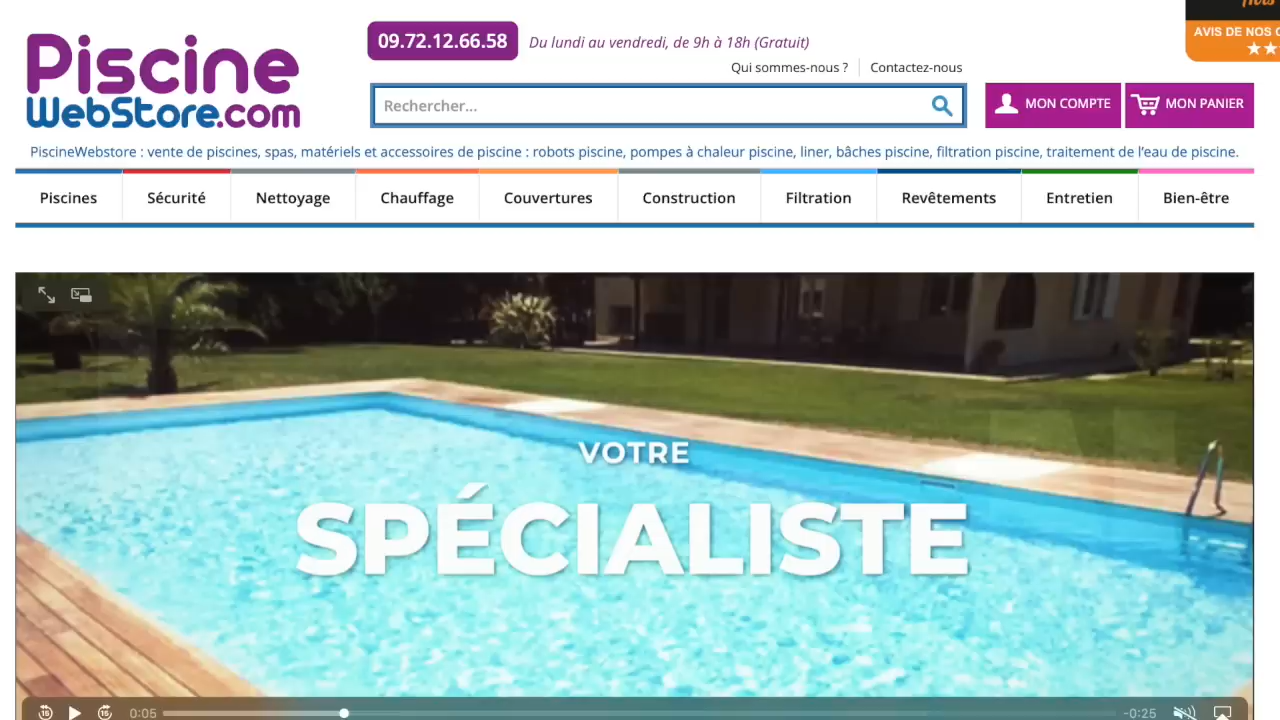 Piscine
WebStore.com
09.72.12.66.58
Du lundi au vendredi, de 9h à 18h (Gratuit)
AVIS DE NOS
Qui sommes-nous ?
Contactez-nous
Rechercher...
MON COMPTE
MON PANIER
PiscineWebstore : vente de piscines, spas, matériels et accessoires de piscine : robots piscine, pompes à chaleur piscine, liner, bâches piscine, filtration piscine, traitement de l’eau de piscine.
Piscines
Sécurité
Nettoyage
Chauffage
Couvertures
Construction
Filtration
Revêtements
Entretien
Bien-être
VOTRE
SPÉCIALISTE
15
15
0:05
-0:25